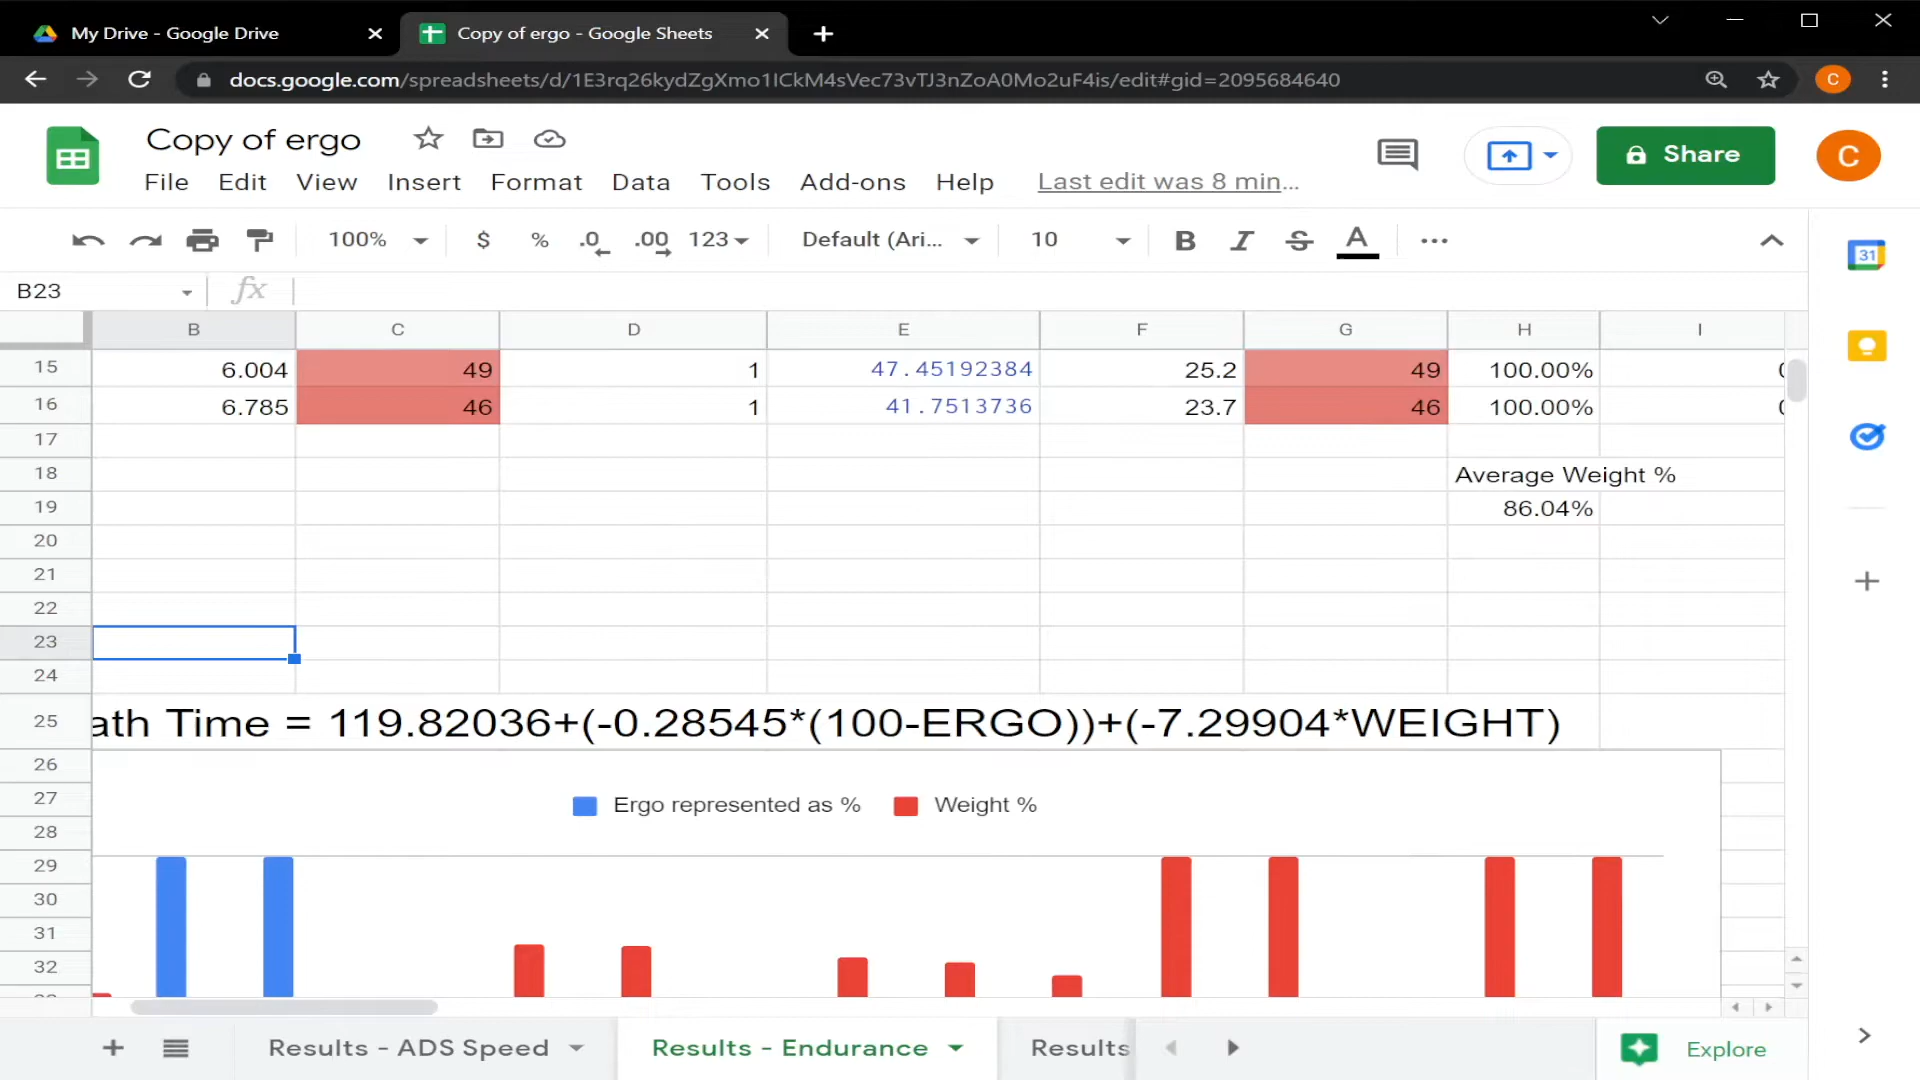 My Drive - Google Drive
Copy of ergo - Google Sheets
docs.google.com/spreadsheets/d/1E3rq26kydZgXmo1ICkM4sVec73vTJ3nZoA0Mo2uF4is/edit#gid=2095684640
C
Copy of ergo
Share
C
File Edit View Insert Format Data Tools Add-ons Help Last edit was 8 min...
100% $ % .0 .00 123 Default (Ari... 10 B I S A
31
B23 fx
B C D E F G H I
15 6.004 49 1 47.45192384 25.2 49 100.00%
16 6.785 46 1 41.7513736 23.7 46 100.00%
17
18 Average Weight %
19 86.04%
20
21
22
23
24
25 ath Time = 119.82036+(-0.28545*(100-ERGO))+(-7.29904*WEIGHT)
26
27 Ergo represented as % Weight %
28
29
30
31
32
Results - ADS Speed Results - Endurance Results Explore